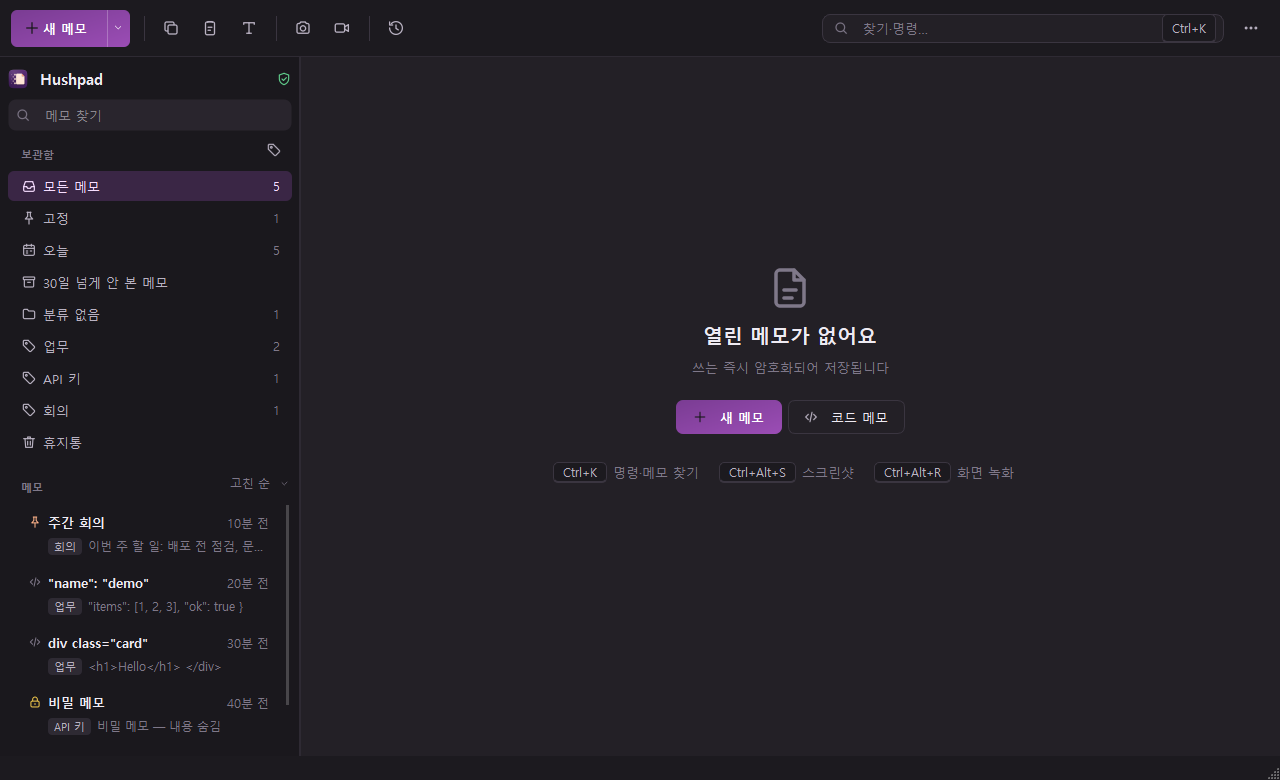 새 메모
찾기·명령...
Ctrl+K
Hushpad
메모 찾기
보관함
모든 메모 5
고정 1
오늘 5
30일 넘게 안 본 메모
분류 없음 1
업무 2
API 키 1
회의 1
휴지통
메모 고친 순
주간 회의 10분 전
회의 이번 주 할 일: 배포 전 점검, 문...
"name": "demo" 20분 전
업무 "items": [1, 2, 3], "ok": true }
div class="card" 30분 전
업무 <h1>Hello</h1> </div>
비밀 메모 40분 전
API 키 비밀 메모 — 내용 숨김
열린 메모가 없어요
쓰는 즉시 암호화되어 저장됩니다
새 메모 코드 메모
Ctrl+K 명령·메모 찾기 Ctrl+Alt+S 스크린샷 Ctrl+Alt+R 화면 녹화